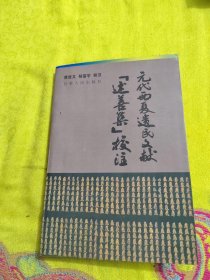 焦进文 杨富学 校注
甘肃人民出版社
元代西夏遗民文献
「述善集」校注